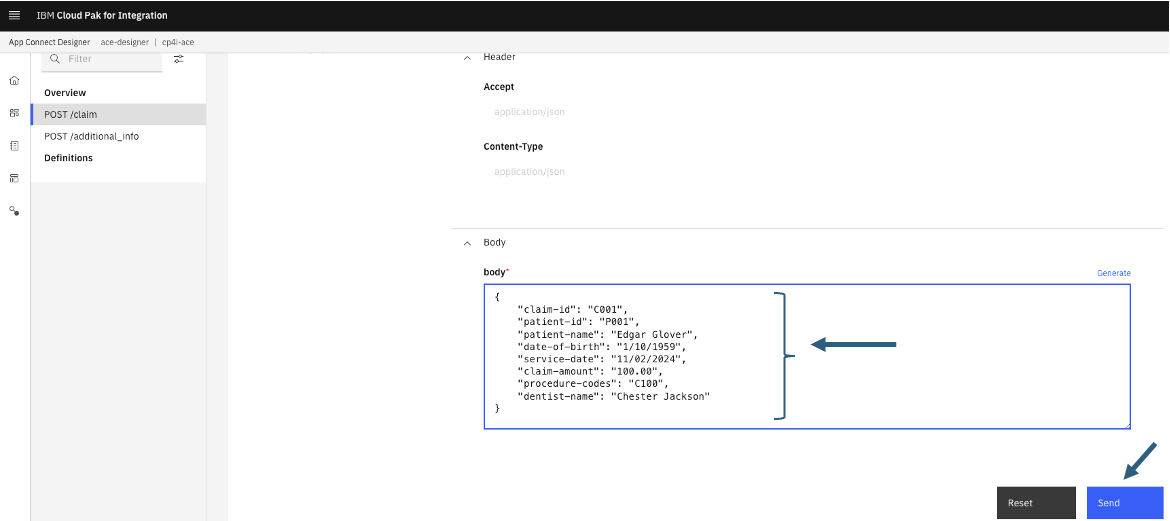 IBM Cloud Pak for Integration
App Connect Designer ace-designer | cp4i-ace
Filter
Overview
POST /claim
POST /additional_info
Definitions
Header
Accept
application/json
Content-Type
application/json
Body
body*
Generate
{
    "claim-id": "C001",
    "patient-id": "P001",
    "patient-name": "Edgar Glover",
    "date-of-birth": "1/10/1959",
    "service-date": "11/02/2024",
    "claim-amount": "100.00",
    "procedure-codes": "C100",
    "dentist-name": "Chester Jackson"
}
Reset
Send